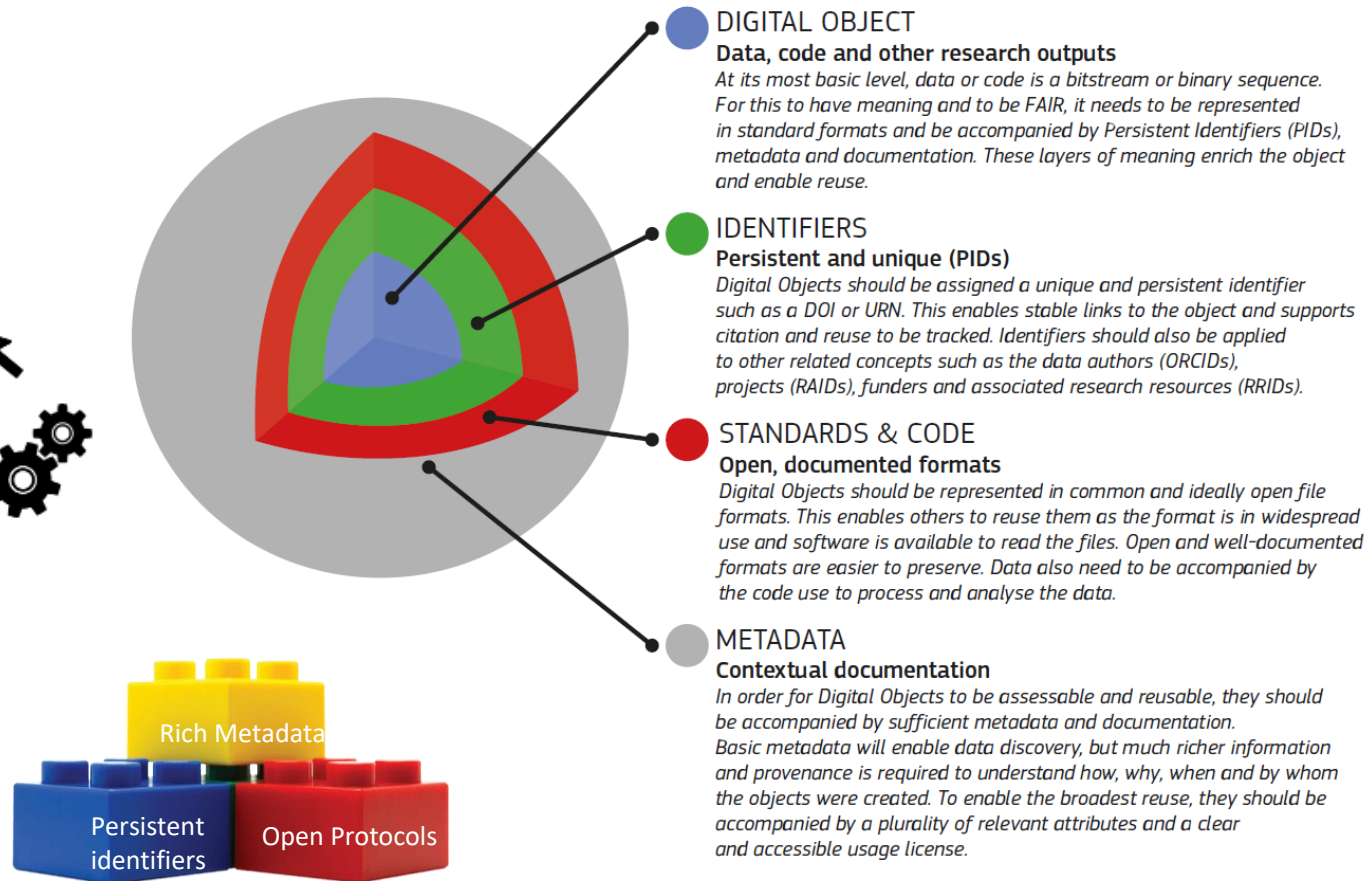 DIGITAL OBJECT
Data, code and other research outputs
At its most basic level, data or code is a bitstream or binary sequence.
For this to have meaning and to be FAIR, it needs to be represented
in standard formats and be accompanied by Persistent Identifiers (PIDs),
metadata and documentation. These layers of meaning enrich the object
and enable reuse.
IDENTIFIERS
Persistent and unique (PIDs)
Digital Objects should be assigned a unique and persistent identifier
such as a DOI or URN. This enables stable links to the object and supports
citation and reuse to be tracked. Identifiers should also be applied
to other related concepts such as the data authors (ORCIDs),
projects (RAIDs), funders and associated research resources (RRIDs).
STANDARDS & CODE
Open, documented formats
Digital Objects should be represented in common and ideally open file
formats. This enables others to reuse them as the format is in widespread
use and software is available to read the files. Open and well-documented
formats are easier to preserve. Data also need to be accompanied by
the code use to process and analyse the data.
METADATA
Contextual documentation
In order for Digital Objects to be assessable and reusable, they should
be accompanied by sufficient metadata and documentation.
Basic metadata will enable data discovery, but much richer information
and provenance is required to understand how, why, when and by whom
the objects were created. To enable the broadest reuse, they should be
accompanied by a plurality of relevant attributes and a clear
and accessible usage license.
Rich Metadata
Persistent
identifiers
Open Protocols